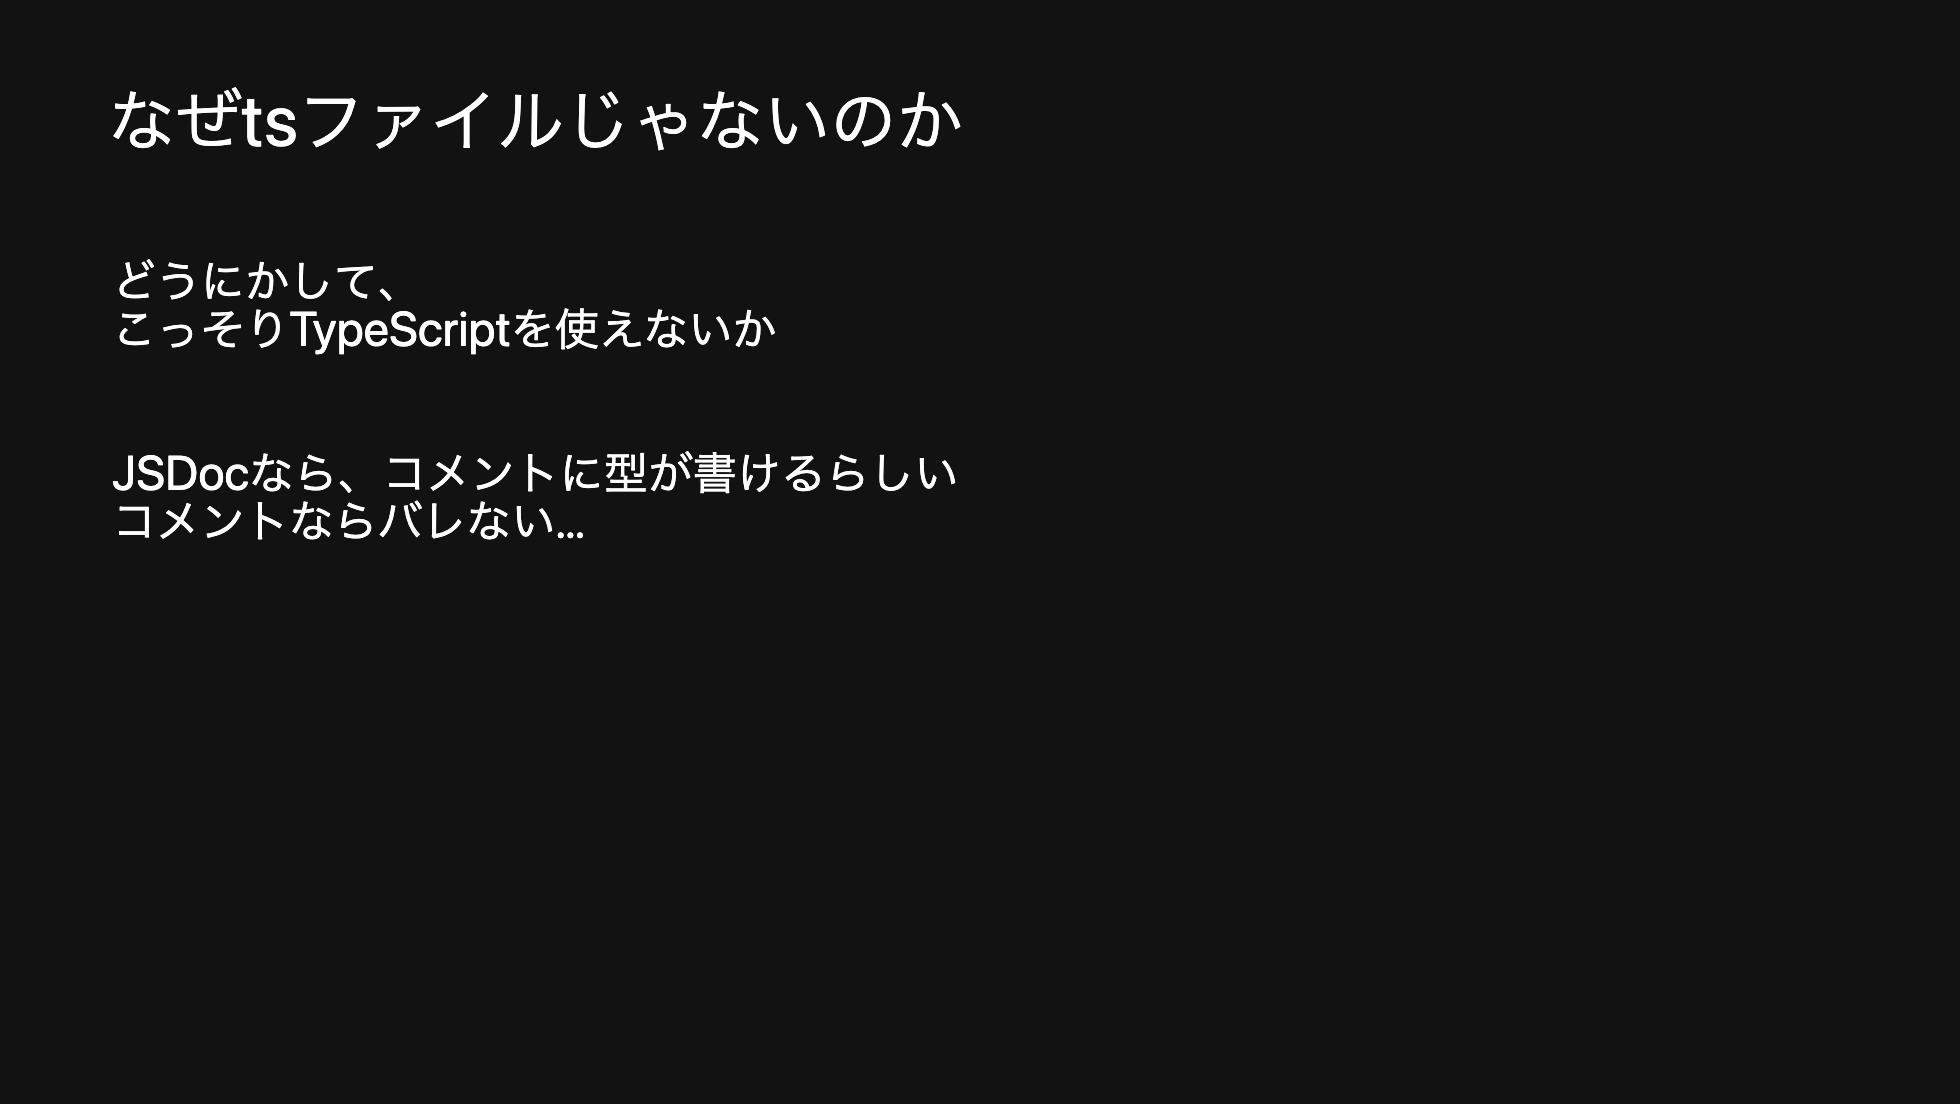 なぜtsファイルじゃないのか
どうにかして、
こっそりTypeScriptを使えないか
JSDocなら、コメントに型が書けるらしい
コメントならバレない...